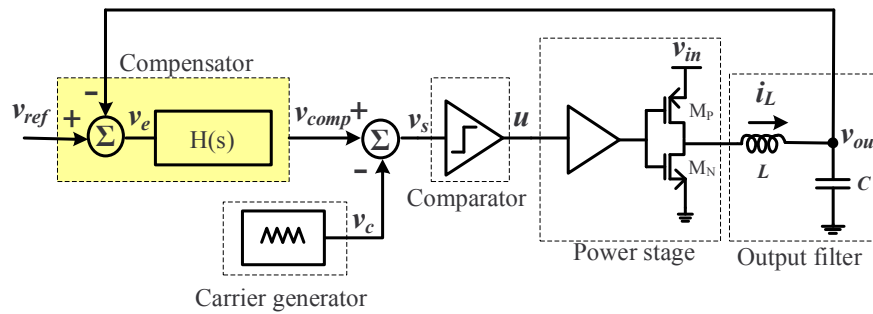 Compensator
v_ref
+
-
Σ
v_e
H(s)
v_comp
+
-
Σ
v_s
Comparator
u
v_c
Carrier generator
v_in
M_P
M_N
Power stage
i_L
L
v_ou
C
Output filter